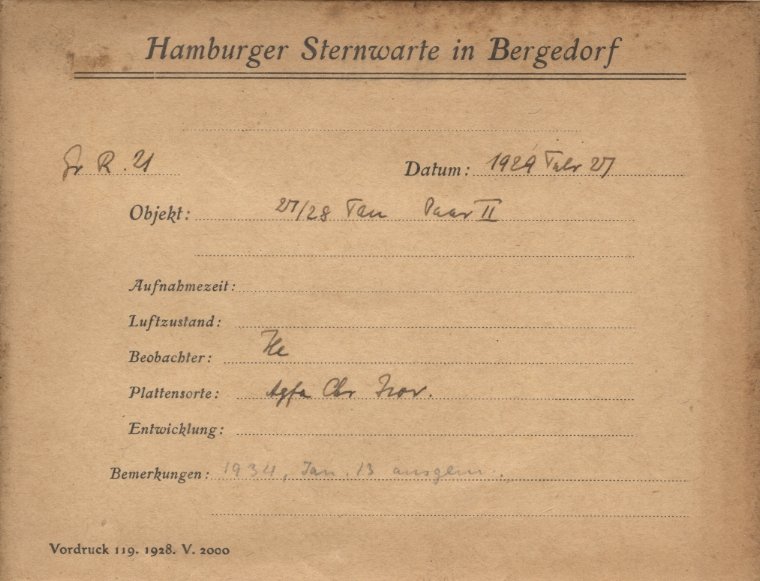 Hamburger Sternwarte in Bergedorf
Gr R. 21 Datum: 1929 Febr 27
Objekt: 27/28 Tau Paar II
Aufnahmezeit:
Luftzustand:
Beobachter: He
Plattensorte: Agfa Chr Isor.
Entwicklung:
Bemerkungen: 1934, Jan. 13 ausgem.
Vordruck 119. 1928. V. 2000